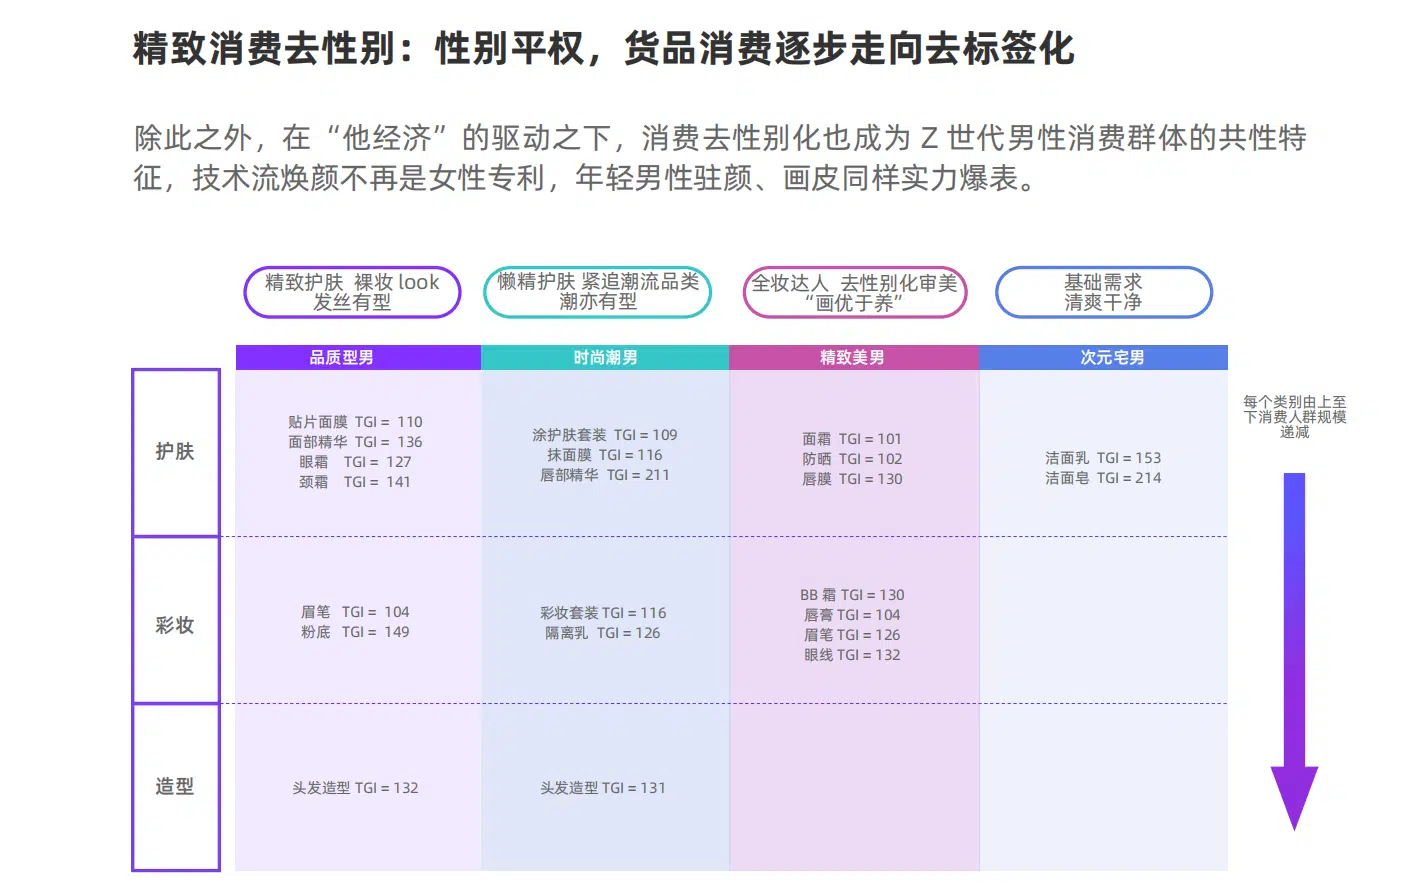 精致消费去性别：性别平权，货品消费逐步走向去标签化
除此之外，在“他经济”的驱动之下，消费去性别化也成为 Z 世代男性消费群体的共性特
征，技术流焕颜不再是女性专利，年轻男性驻颜、画皮同样实力爆表。
精致护肤 裸妆 look
发丝有型
懒精护肤 紧追潮流品类
潮亦有型
全妆达人 去性别化审美
“画优于养”
基础需求
清爽干净
品质型男
时尚潮男
精致美男
次元宅男
护肤
贴片面膜 TGI = 110
面部精华 TGI = 136
眼霜 TGI = 127
颈霜 TGI = 141
涂护肤套装 TGI = 109
抹面膜 TGI = 116
唇部精华 TGI = 211
面霜 TGI = 101
防晒 TGI = 102
唇膜 TGI = 130
洁面乳 TGI = 153
洁面皂 TGI = 214
每个类别由上至
下消费人群规模
递减
彩妆
眉笔 TGI = 104
粉底 TGI = 149
彩妆套装 TGI = 116
隔离乳 TGI = 126
BB 霜 TGI = 130
唇膏 TGI = 104
眉笔 TGI = 126
眼线 TGI = 132
造型
头发造型 TGI = 132
头发造型 TGI = 131